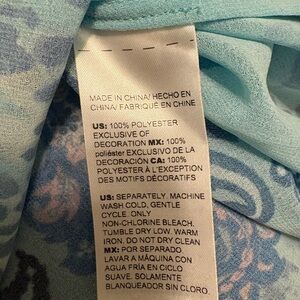 MADE IN CHINA/ HECHO EN
CHINA/ FABRIQUÉ EN CHINE
US: 100% POLYESTER
EXCLUSIVE OF
DECORATION MX: 100%
poliéster EXCLUSIVO DE LA
DECORACIÓN CA: 100%
POLYESTER À L'EXCEPTION
DES MOTIFS DÉCORATIFS
US: SEPARATELY MACHINE
WASH COLD, GENTLE
CYCLE. ONLY
NON-CHLORINE BLEACH.
TUMBLE DRY LOW. WARM
IRON. DO NOT DRY CLEAN
MX: POR SEPARADO
LAVAR A MÁQUINA CON
AGUA FRÍA EN CICLO
SUAVE. SOLAMENTE
BLANQUEADOR SIN CLORO.